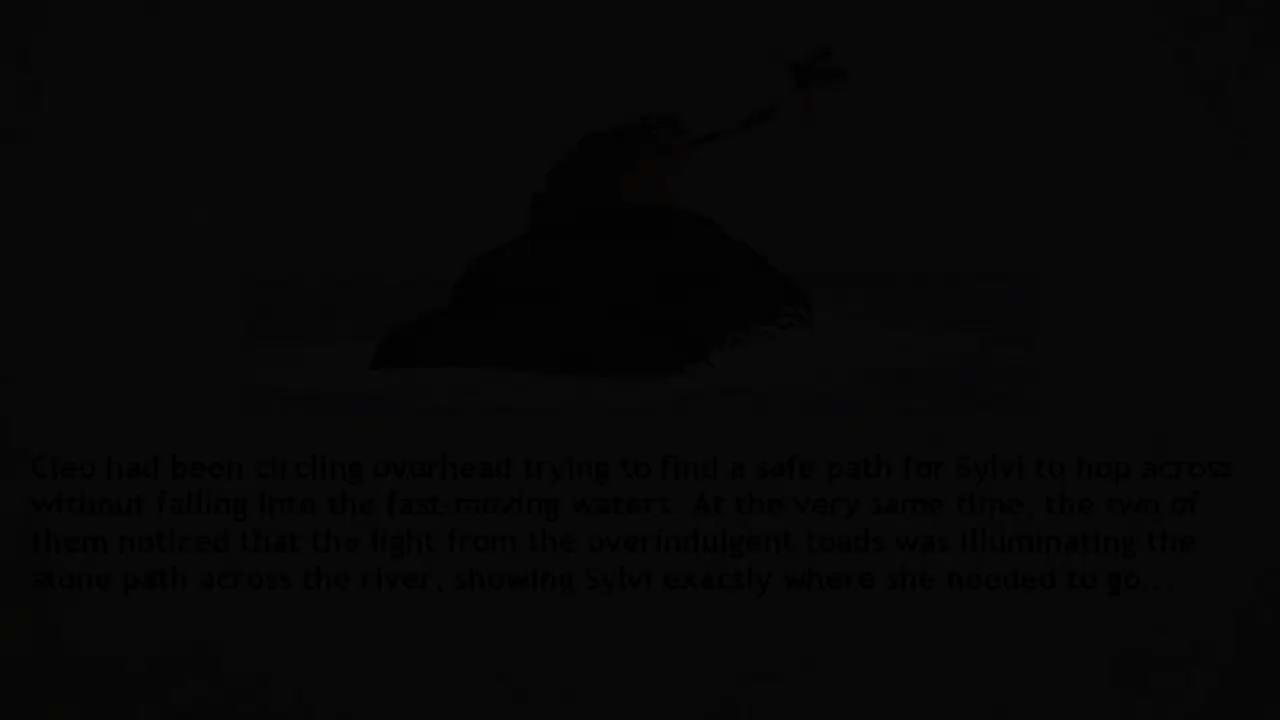 Cleo had been circling overhead trying to find a safe path for Sylvi to hop across
without falling into the fast-moving waters. At the very same time, the two of
them noticed that the light from the overindulgent toads was illuminating the
stone path across the river, showing Sylvi exactly where she needed to go...